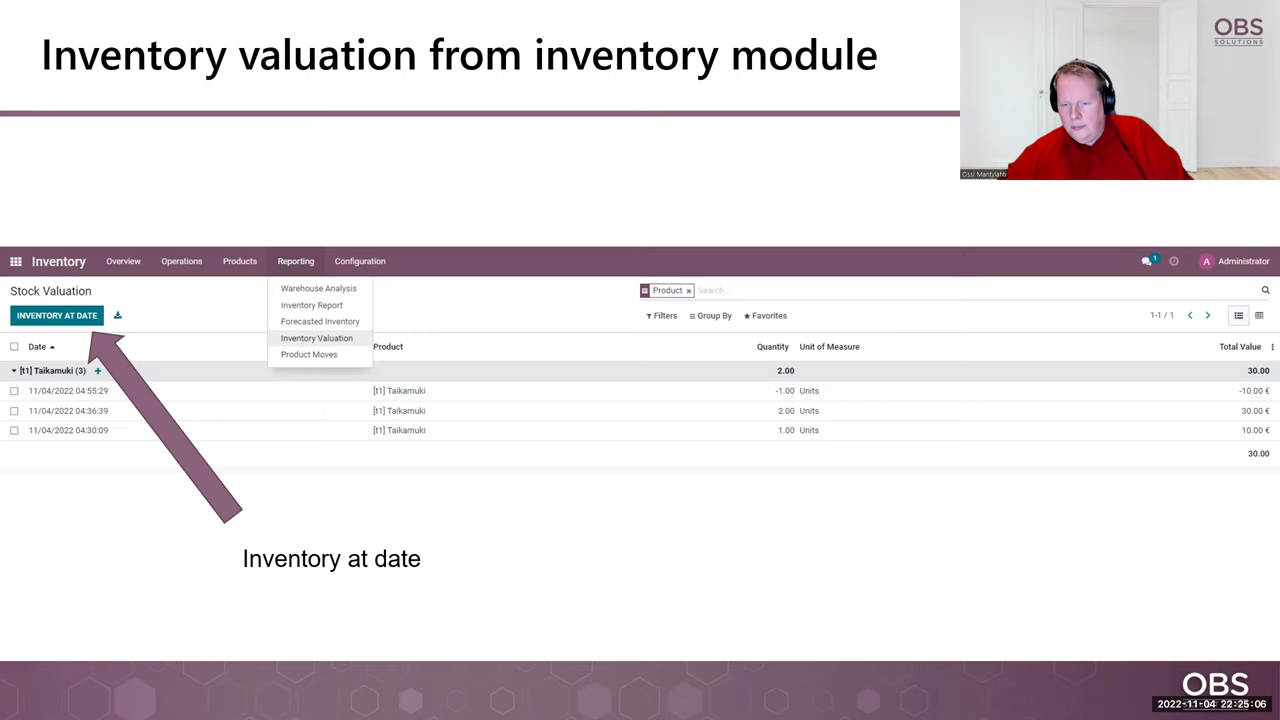 Inventory valuation from inventory module
OBS
SOLUTIONS
Ossi Mantylahti
Inventory Overview Operations Products Reporting Configuration 1 A Administrator
Stock Valuation
Warehouse Analysis
Inventory Report
Forecasted Inventory
Inventory Valuation
Product Moves
Product × Search...
INVENTORY AT DATE
Filters Group By Favorites 1-1 / 1
Date Product Quantity Unit of Measure Total Value
[t1] Taikamuki (3) 2.00 30.00
11/04/2022 04:55:29 [t1] Taikamuki -1.00 Units -10.00 €
11/04/2022 04:36:39 [t1] Taikamuki 2.00 Units 30.00 €
11/04/2022 04:30:09 [t1] Taikamuki 1.00 Units 10.00 €
30.00
Inventory at date
OBS
2022-11-04 22:25:06